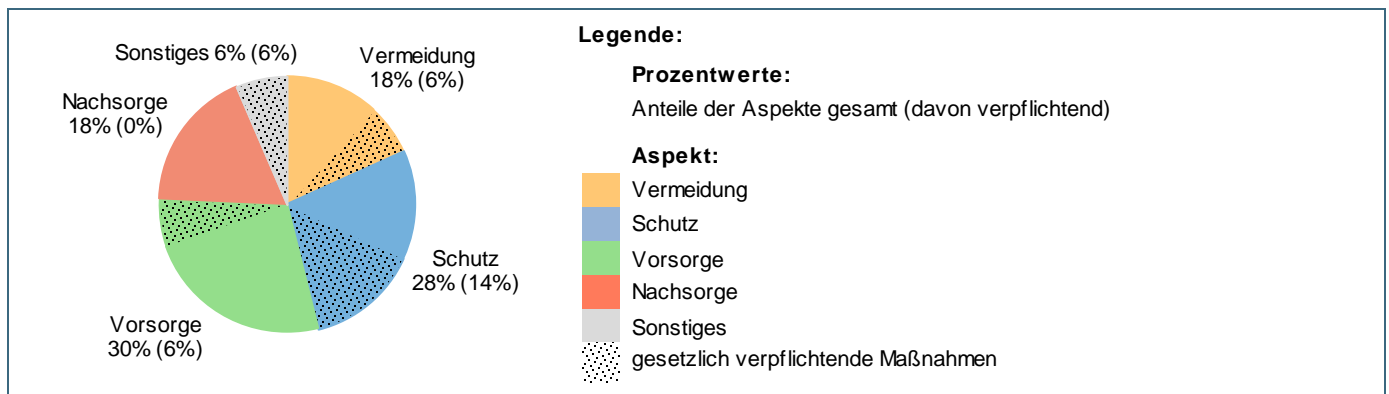 Sonstiges 6% (6%)
Vermeidung
18% (6%)
Nachsorge
18% (0%)
Schutz
28% (14%)
Vorsorge
30% (6%)
Legende:
Prozentwerte:
Anteile der Aspekte gesamt (davon verpflichtend)
Aspekt:
Vermeidung
Schutz
Vorsorge
Nachsorge
Sonstiges
gesetzlich verpflichtende Maßnahmen